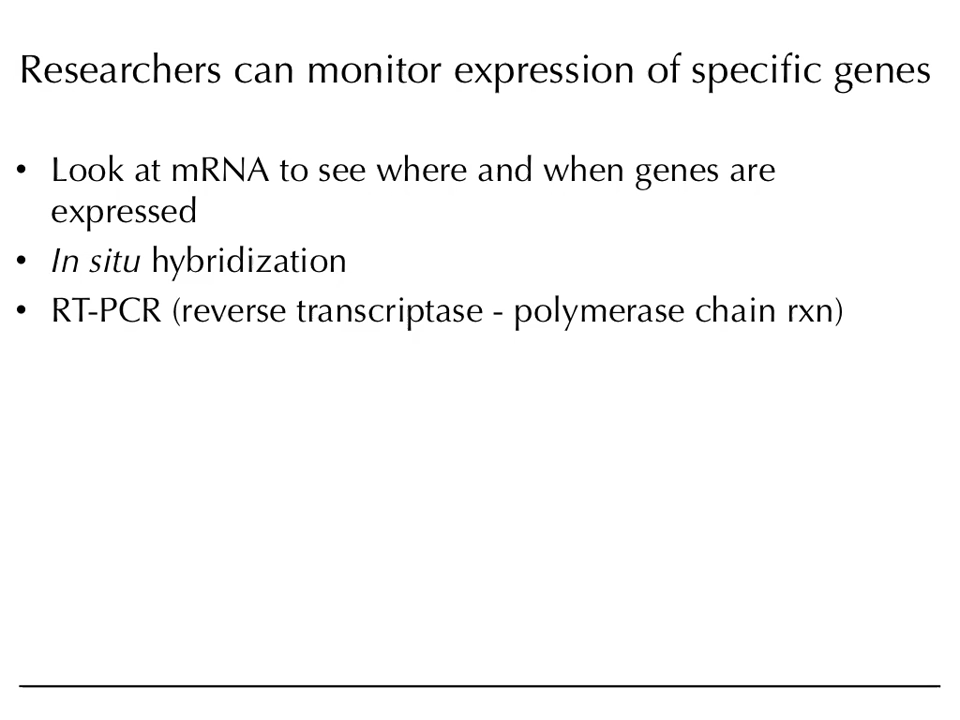 Researchers can monitor expression of specific genes
• Look at mRNA to see where and when genes are
expressed
• In situ hybridization
• RT-PCR (reverse transcriptase - polymerase chain rxn)